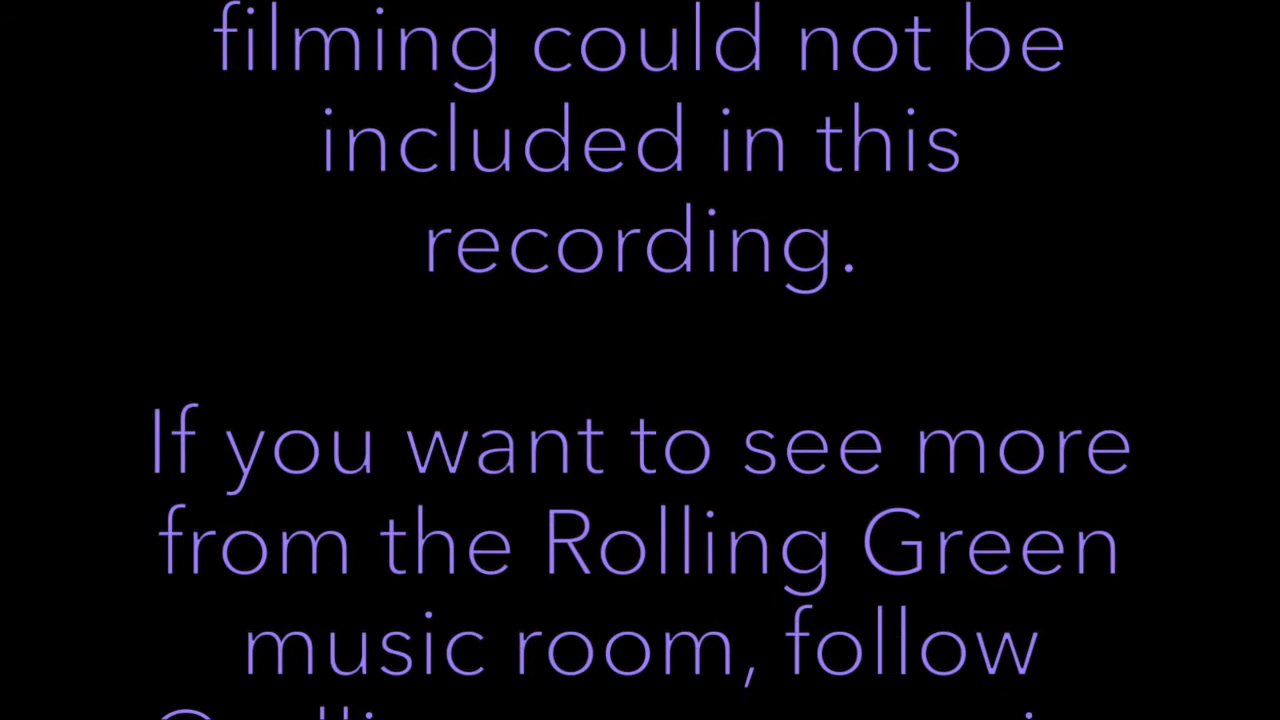 filming could not be
included in this
recording.
If you want to see more
from the Rolling Green
music room, follow